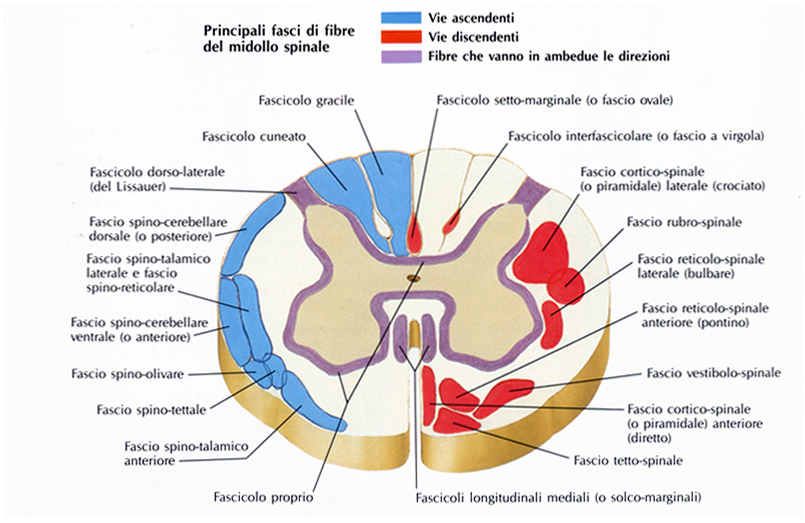 Principali fasci di fibre
del midollo spinale
Vie ascendenti
Vie discendenti
Fibre che vanno in ambedue le direzioni
Fascicolo gracile
Fascicolo setto-marginale (o fascio ovale)
Fascicolo cuneato
Fascicolo interfascicolare (o fascio a virgola)
Fascicolo dorso-laterale
(del Lissauer)
Fascio cortico-spinale
(o piramidale) laterale (crociato)
Fascio spino-cerebellare
dorsale (o posteriore)
Fascio rubro-spinale
Fascio spino-talamico
laterale e fascio
spino-reticolare
Fascio reticolo-spinale
laterale (bulbare)
Fascio spino-cerebellare
ventrale (o anteriore)
Fascio reticolo-spinale
anteriore (pontino)
Fascio spino-olivare
Fascio vestibolo-spinale
Fascio spino-tettale
Fascio cortico-spinale
(o piramidale) anteriore
(diretto)
Fascio spino-talamico
anteriore
Fascio tetto-spinale
Fascicolo proprio
Fascicoli longitudinali mediali (o solco-marginali)